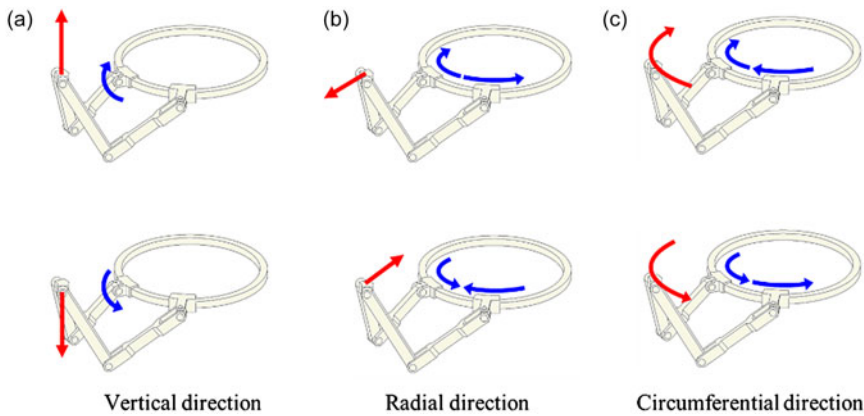 (a) (b) (c)
Vertical direction Radial direction Circumferential direction